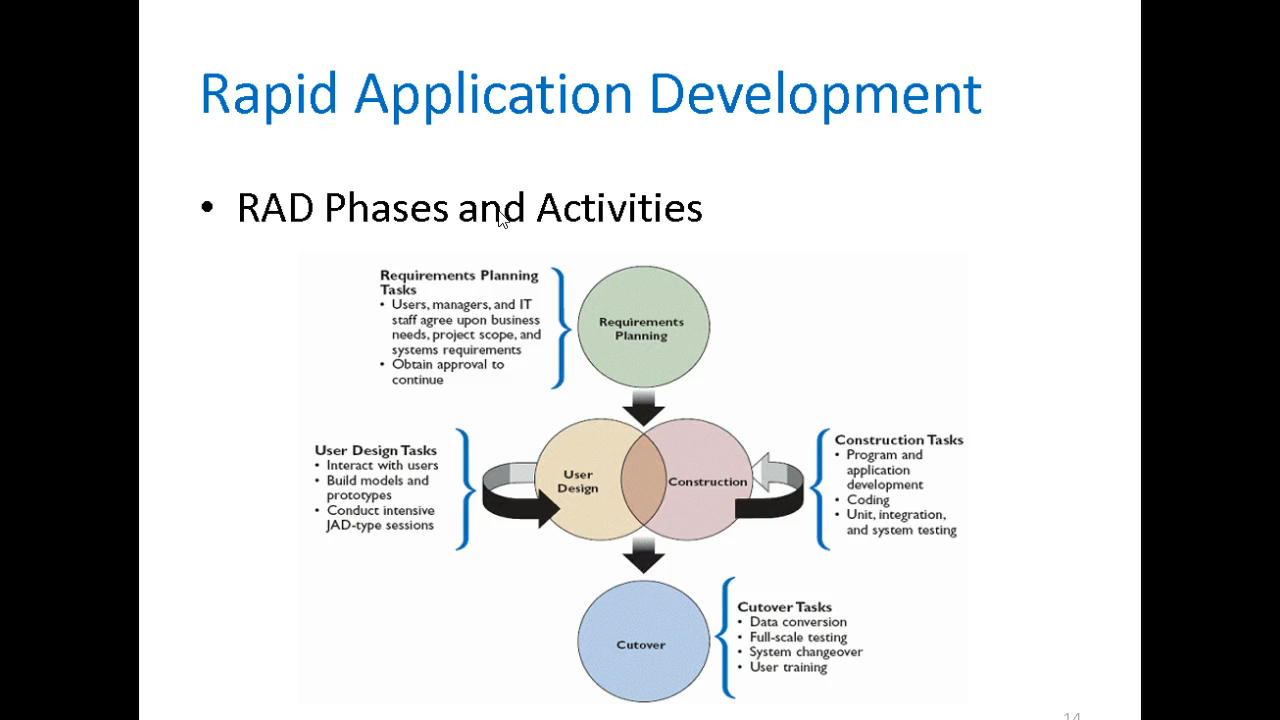 Rapid Application Development
• RAD Phases and Activities
Requirements Planning
Tasks
• Users, managers, and IT
staff agree upon business
needs, project scope, and
systems requirements
• Obtain approval to
continue
Requirements
Planning
User Design Tasks
• Interact with users
• Build models and
prototypes
• Conduct intensive
JAD-type sessions
User
Design
Construction
Construction Tasks
• Program and
application
development
• Coding
• Unit, integration,
and system testing
Cutover
Cutover Tasks
• Data conversion
• Full-scale testing
• System changeover
• User training
14